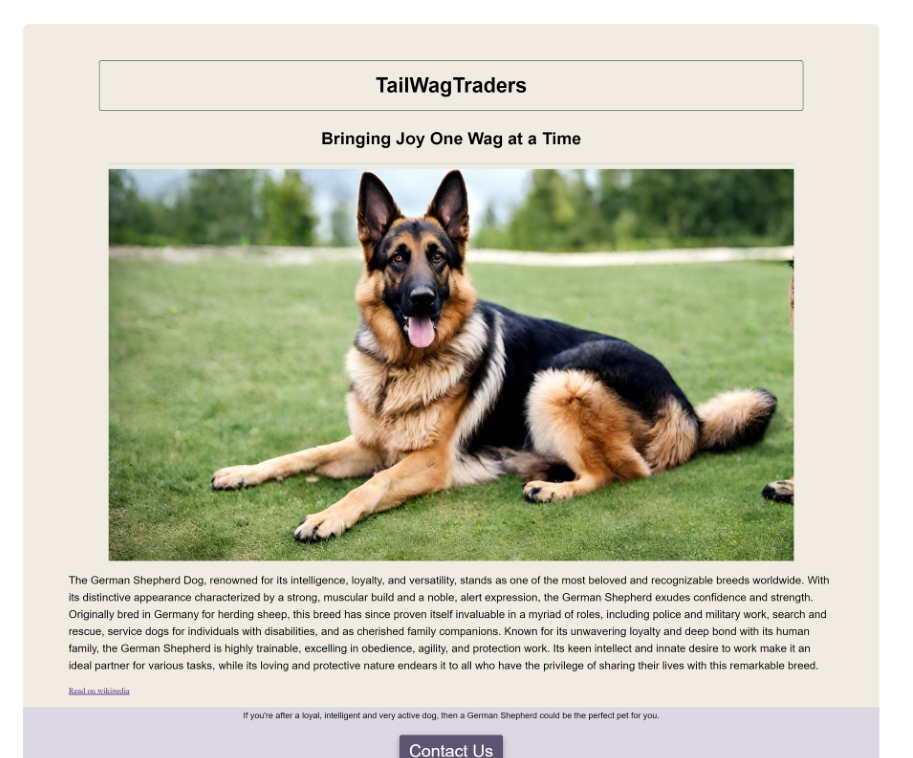 TailWagTraders
Bringing Joy One Wag at a Time
The German Shepherd Dog, renowned for its intelligence, loyalty, and versatility, stands as one of the most beloved and recognizable breeds worldwide. With
its distinctive appearance characterized by a strong, muscular build and a noble, alert expression, the German Shepherd exudes confidence and strength.
Originally bred in Germany for herding sheep, this breed has since proven itself invaluable in a myriad of roles, including police and military work, search and
rescue, service dogs for individuals with disabilities, and as cherished family companions. Known for its unwavering loyalty and deep bond with its human
family, the German Shepherd is highly trainable, excelling in obedience, agility, and protection work. Its keen intellect and innate desire to work make it an
ideal partner for various tasks, while its loving and protective nature endears it to all who have the privilege of sharing their lives with this remarkable breed.
Read on wikipedia
If you're after a loyal, intelligent and very active dog, then a German Shepherd could be the perfect pet for you.
Contact Us